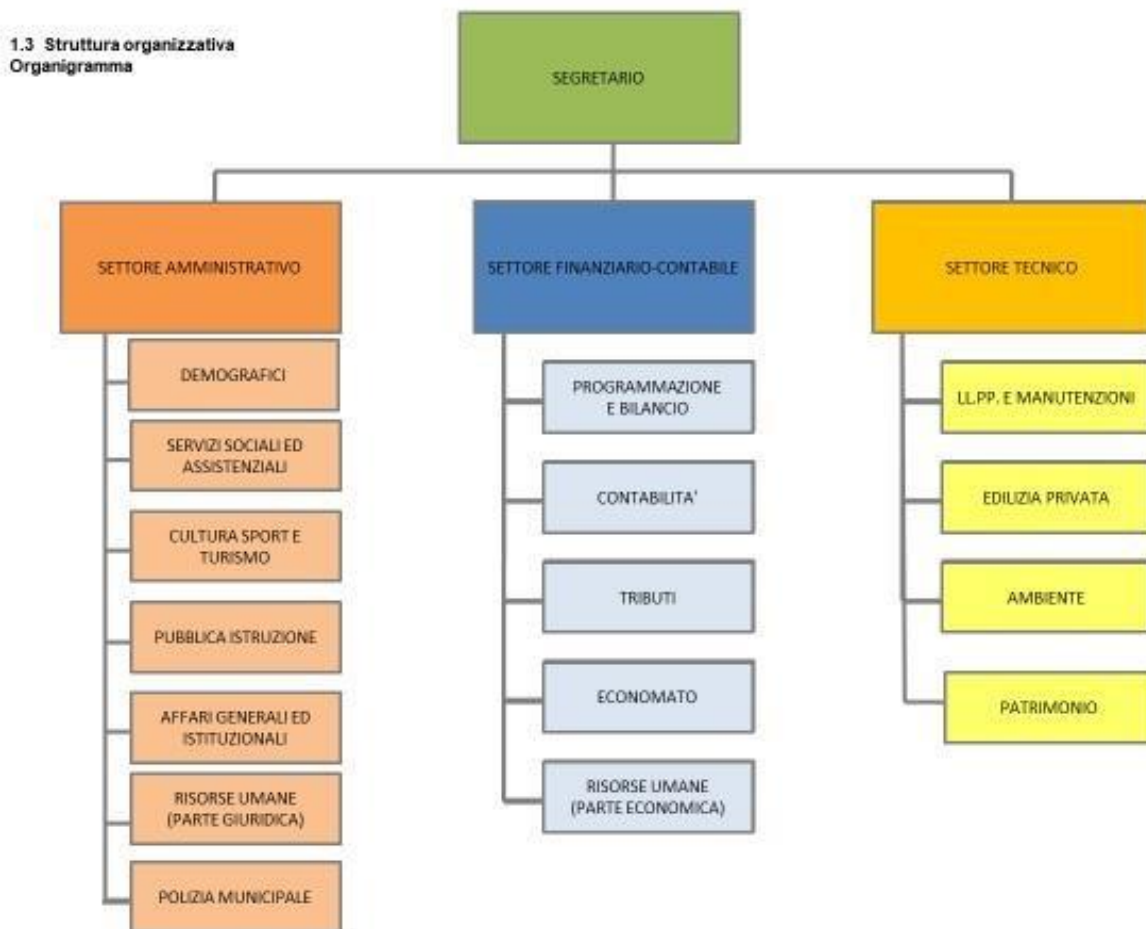 1.3 Struttura organizzativa
Organigramma
SEGRETARIO
SETTORE AMMINISTRATIVO
DEMOGRAFICI
SERVIZI SOCIALI ED
ASSISTENZIALI
CULTURA SPORT E
TURISMO
PUBBLICA ISTRUZIONE
AFFARI GENERALI ED
ISTITUZIONALI
RISORSE UMANE
(PARTE GIURIDICA)
POLIZIA MUNICIPALE
SETTORE FINANZIARIO-CONTABILE
PROGRAMMAZIONE
E BILANCIO
CONTABILITA'
TRIBUTI
ECONOMATO
RISORSE UMANE
(PARTE ECONOMICA)
SETTORE TECNICO
LL.PP. E MANUTENZIONI
EDILIZIA PRIVATA
AMBIENTE
PATRIMONIO